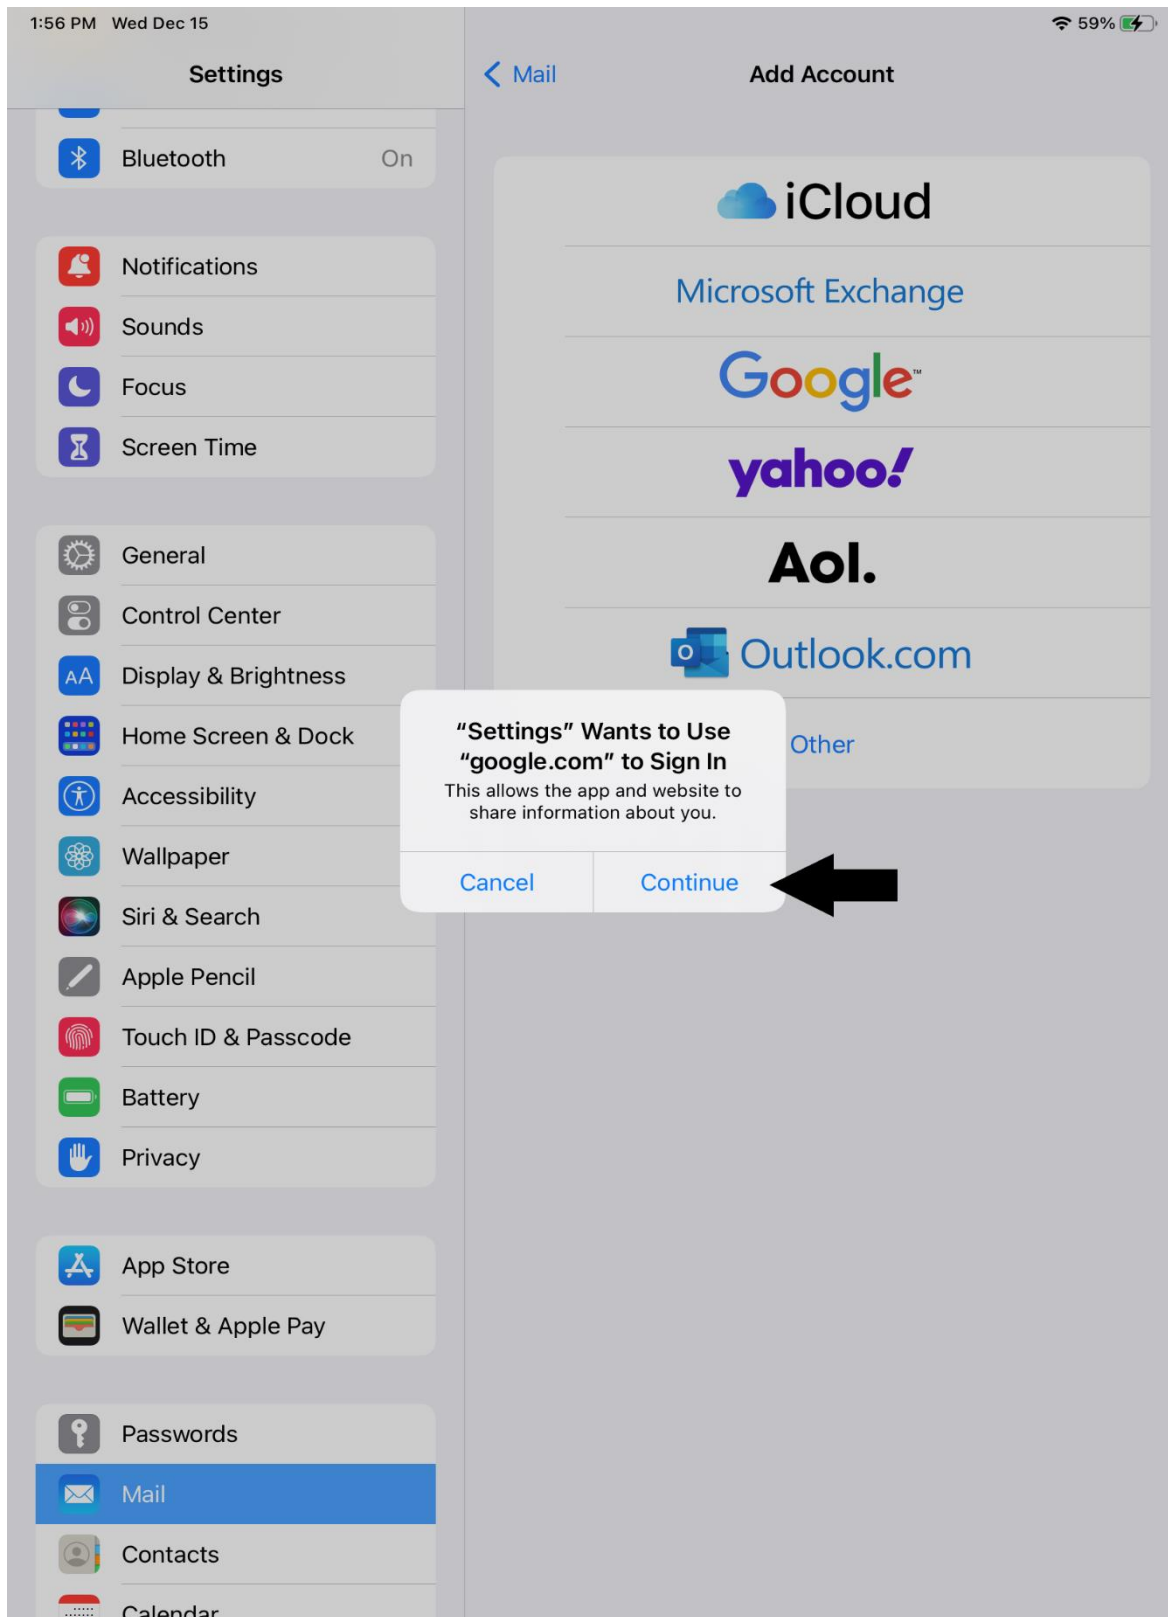 1:56 PM Wed Dec 15
59%
Settings
Mail
Add Account
Bluetooth On
Notifications
Sounds
Focus
Screen Time
General
Control Center
AA Display & Brightness
Home Screen & Dock
Accessibility
Wallpaper
Siri & Search
Apple Pencil
Touch ID & Passcode
Battery
Privacy
App Store
Wallet & Apple Pay
Passwords
Mail
Contacts
Calendar
iCloud
Microsoft Exchange
Google™
yahoo!
Aol.
Outlook.com
Other
“Settings” Wants to Use
“google.com” to Sign In
This allows the app and website to
share information about you.
Cancel Continue